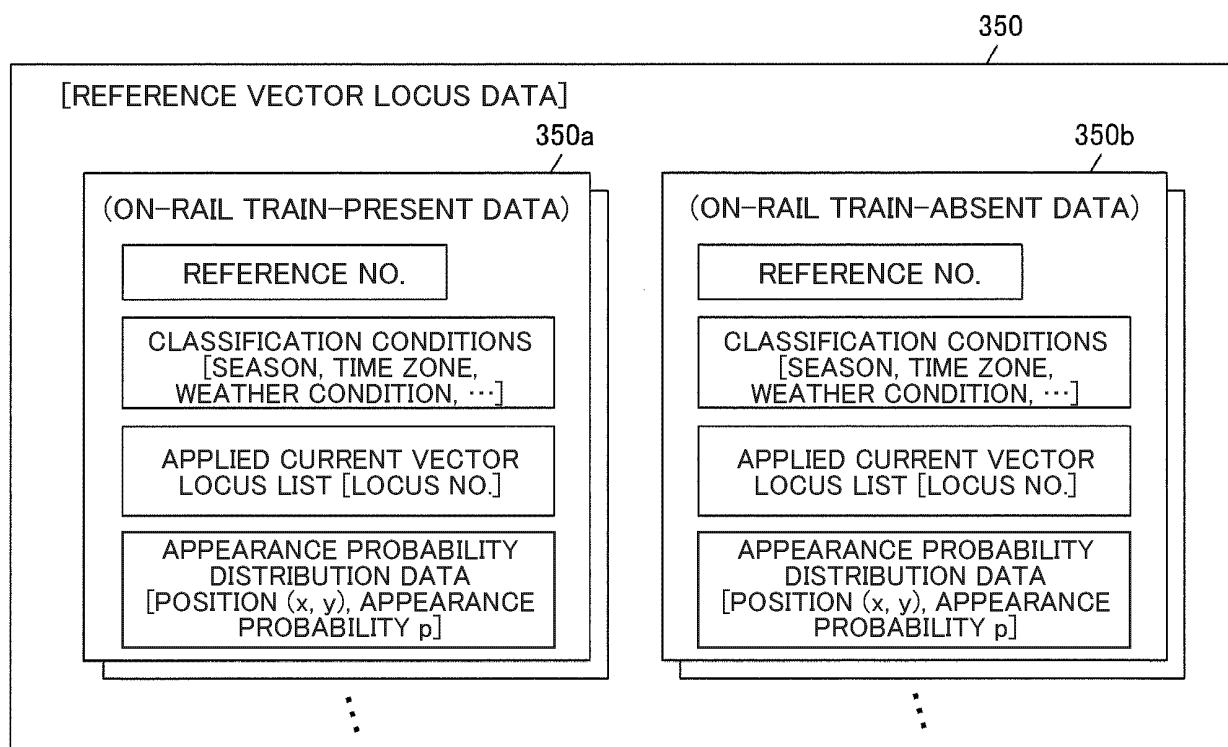 350
[REFERENCE VECTOR LOCUS DATA]
350a
(ON-RAIL TRAIN-PRESENT DATA)
REFERENCE NO.
CLASSIFICATION CONDITIONS
[SEASON, TIME ZONE,
WEATHER CONDITION, ···]
APPLIED CURRENT VECTOR
LOCUS LIST [LOCUS NO.]
APPEARANCE PROBABILITY
DISTRIBUTION DATA
[POSITION (x, y), APPEARANCE
PROBABILITY p]
350b
(ON-RAIL TRAIN-ABSENT DATA)
REFERENCE NO.
CLASSIFICATION CONDITIONS
[SEASON, TIME ZONE,
WEATHER CONDITION, ···]
APPLIED CURRENT VECTOR
LOCUS LIST [LOCUS NO.]
APPEARANCE PROBABILITY
DISTRIBUTION DATA
[POSITION (x, y), APPEARANCE
PROBABILITY p]